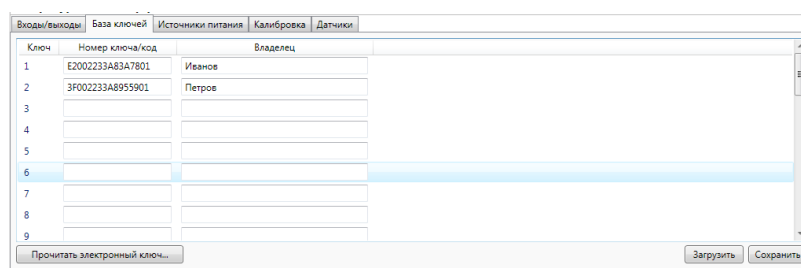 Входы/выходы База ключей Источники питания Калибровка Датчики
Ключ Номер ключа/код Владелец
1 E2002233A83A7801 Иванов
2 3F002233A8955901 Петров
3
4
5
6
7
8
9
Прочитать электронный ключ... Загрузить Сохранить